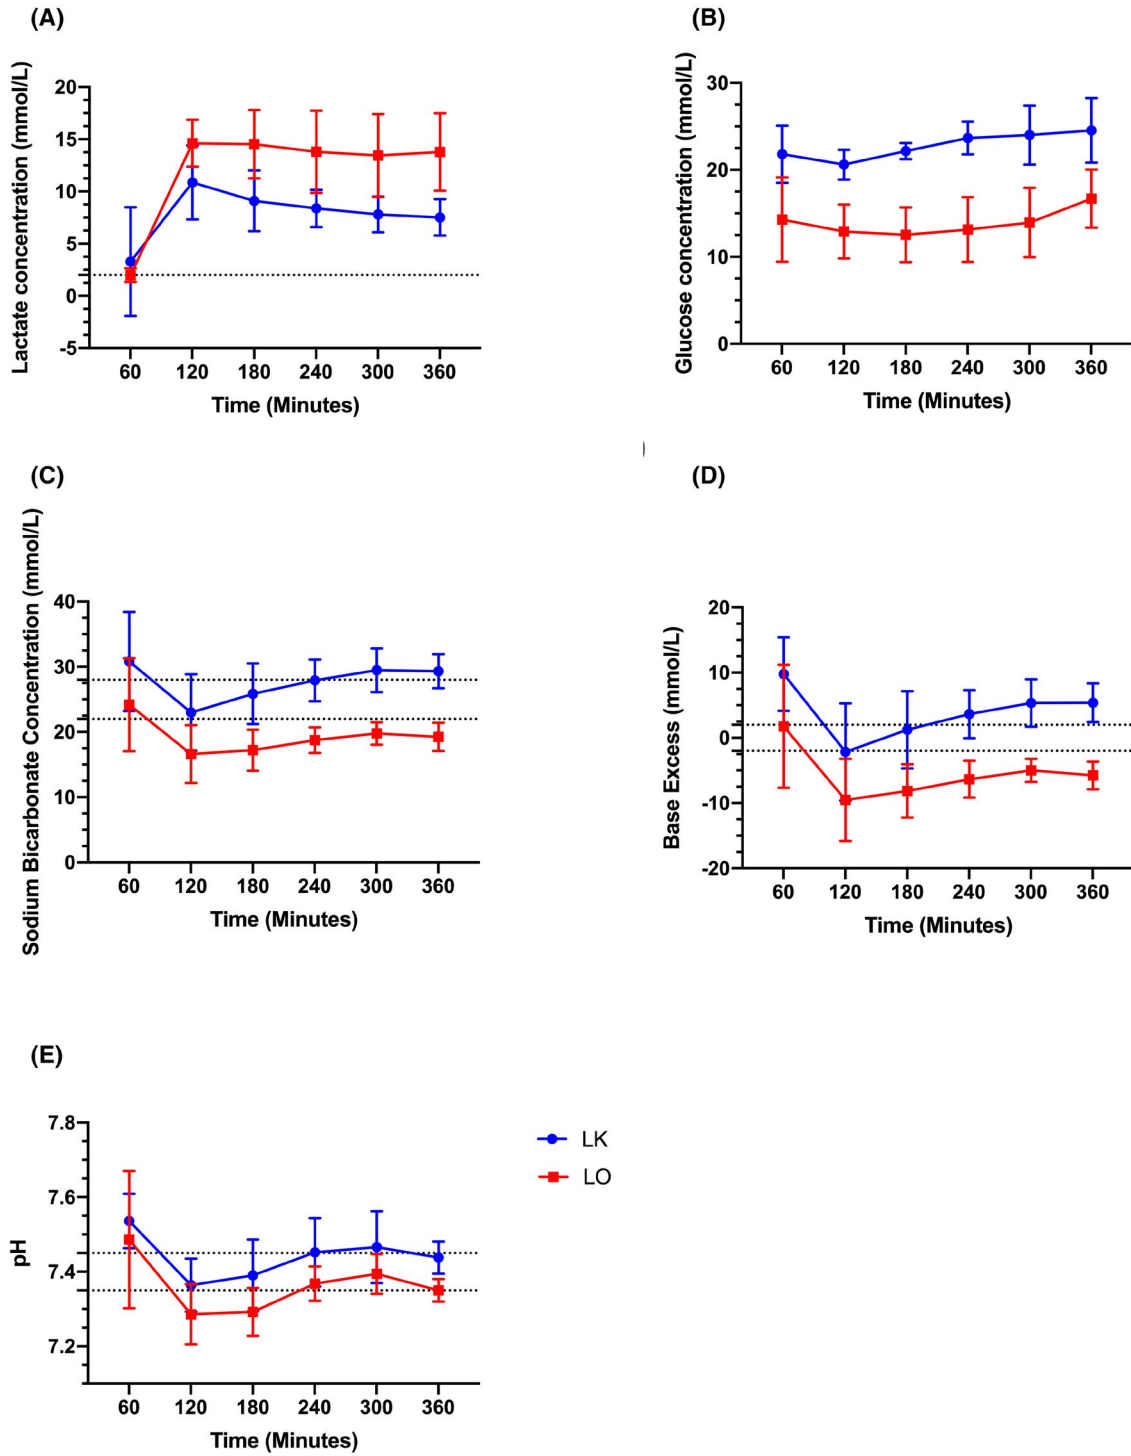 (A)
Lactate concentration (mmol/L)
20
15
10
5
0
-5
60 120 180 240 300 360
Time (Minutes)
(B)
Glucose concentration (mmol/L)
30
20
10
0
60 120 180 240 300 360
Time (Minutes)
)
(C)
Sodium Bicarbonate Concentration (mmol/L)
40
30
20
10
0
60 120 180 240 300 360
Time (Minutes)
(D)
Base Excess (mmol/L)
20
10
0
-10
-20
60 120 180 240 300 360
Time (Minutes)
(E)
pH
7.8
7.6
7.4
7.2
60 120 180 240 300 360
Time (Minutes)
LK
LO